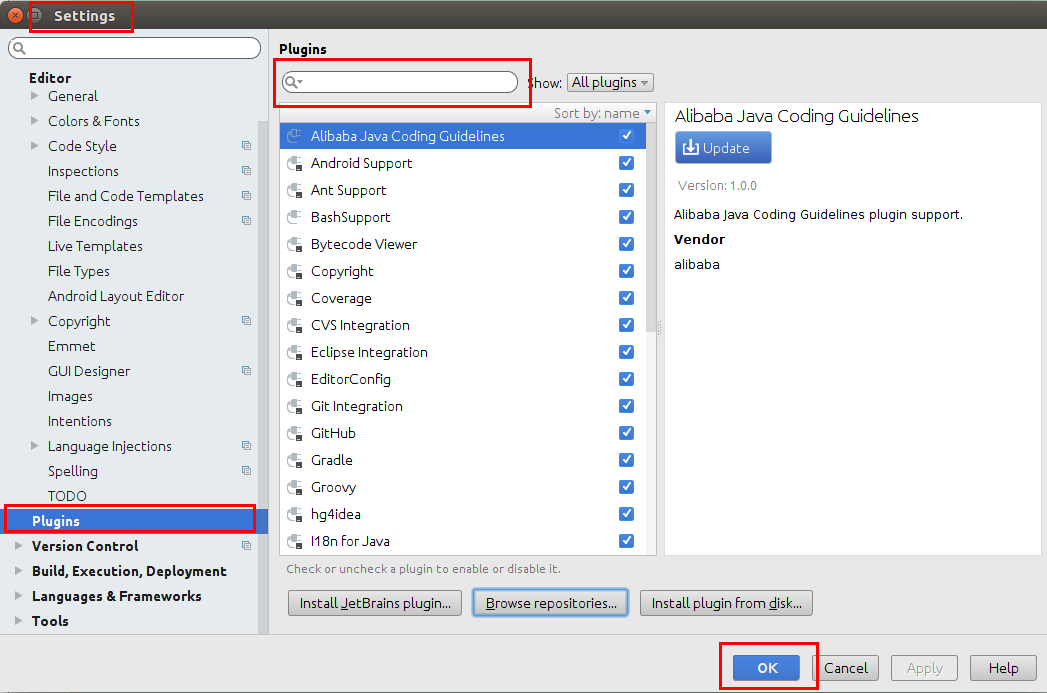 Settings
Editor
General
Colors & Fonts
Code Style
Inspections
File and Code Templates
File Encodings
Live Templates
File Types
Android Layout Editor
Copyright
Emmet
GUI Designer
Images
Intentions
Language Injections
Spelling
TODO
Plugins
Version Control
Build, Execution, Deployment
Languages & Frameworks
Tools
Plugins
Show: All plugins
Sort by: name
Alibaba Java Coding Guidelines
Android Support
Ant Support
BashSupport
Bytecode Viewer
Copyright
Coverage
CVS Integration
Eclipse Integration
EditorConfig
Git Integration
GitHub
Gradle
Groovy
hg4idea
I18n for Java
Check or uncheck a plugin to enable or disable it.
Install JetBrains plugin... Browse repositories... Install plugin from disk...
Alibaba Java Coding Guidelines
Update
Version: 1.0.0
Alibaba Java Coding Guidelines plugin support.
Vendor
alibaba
OK Cancel Apply Help